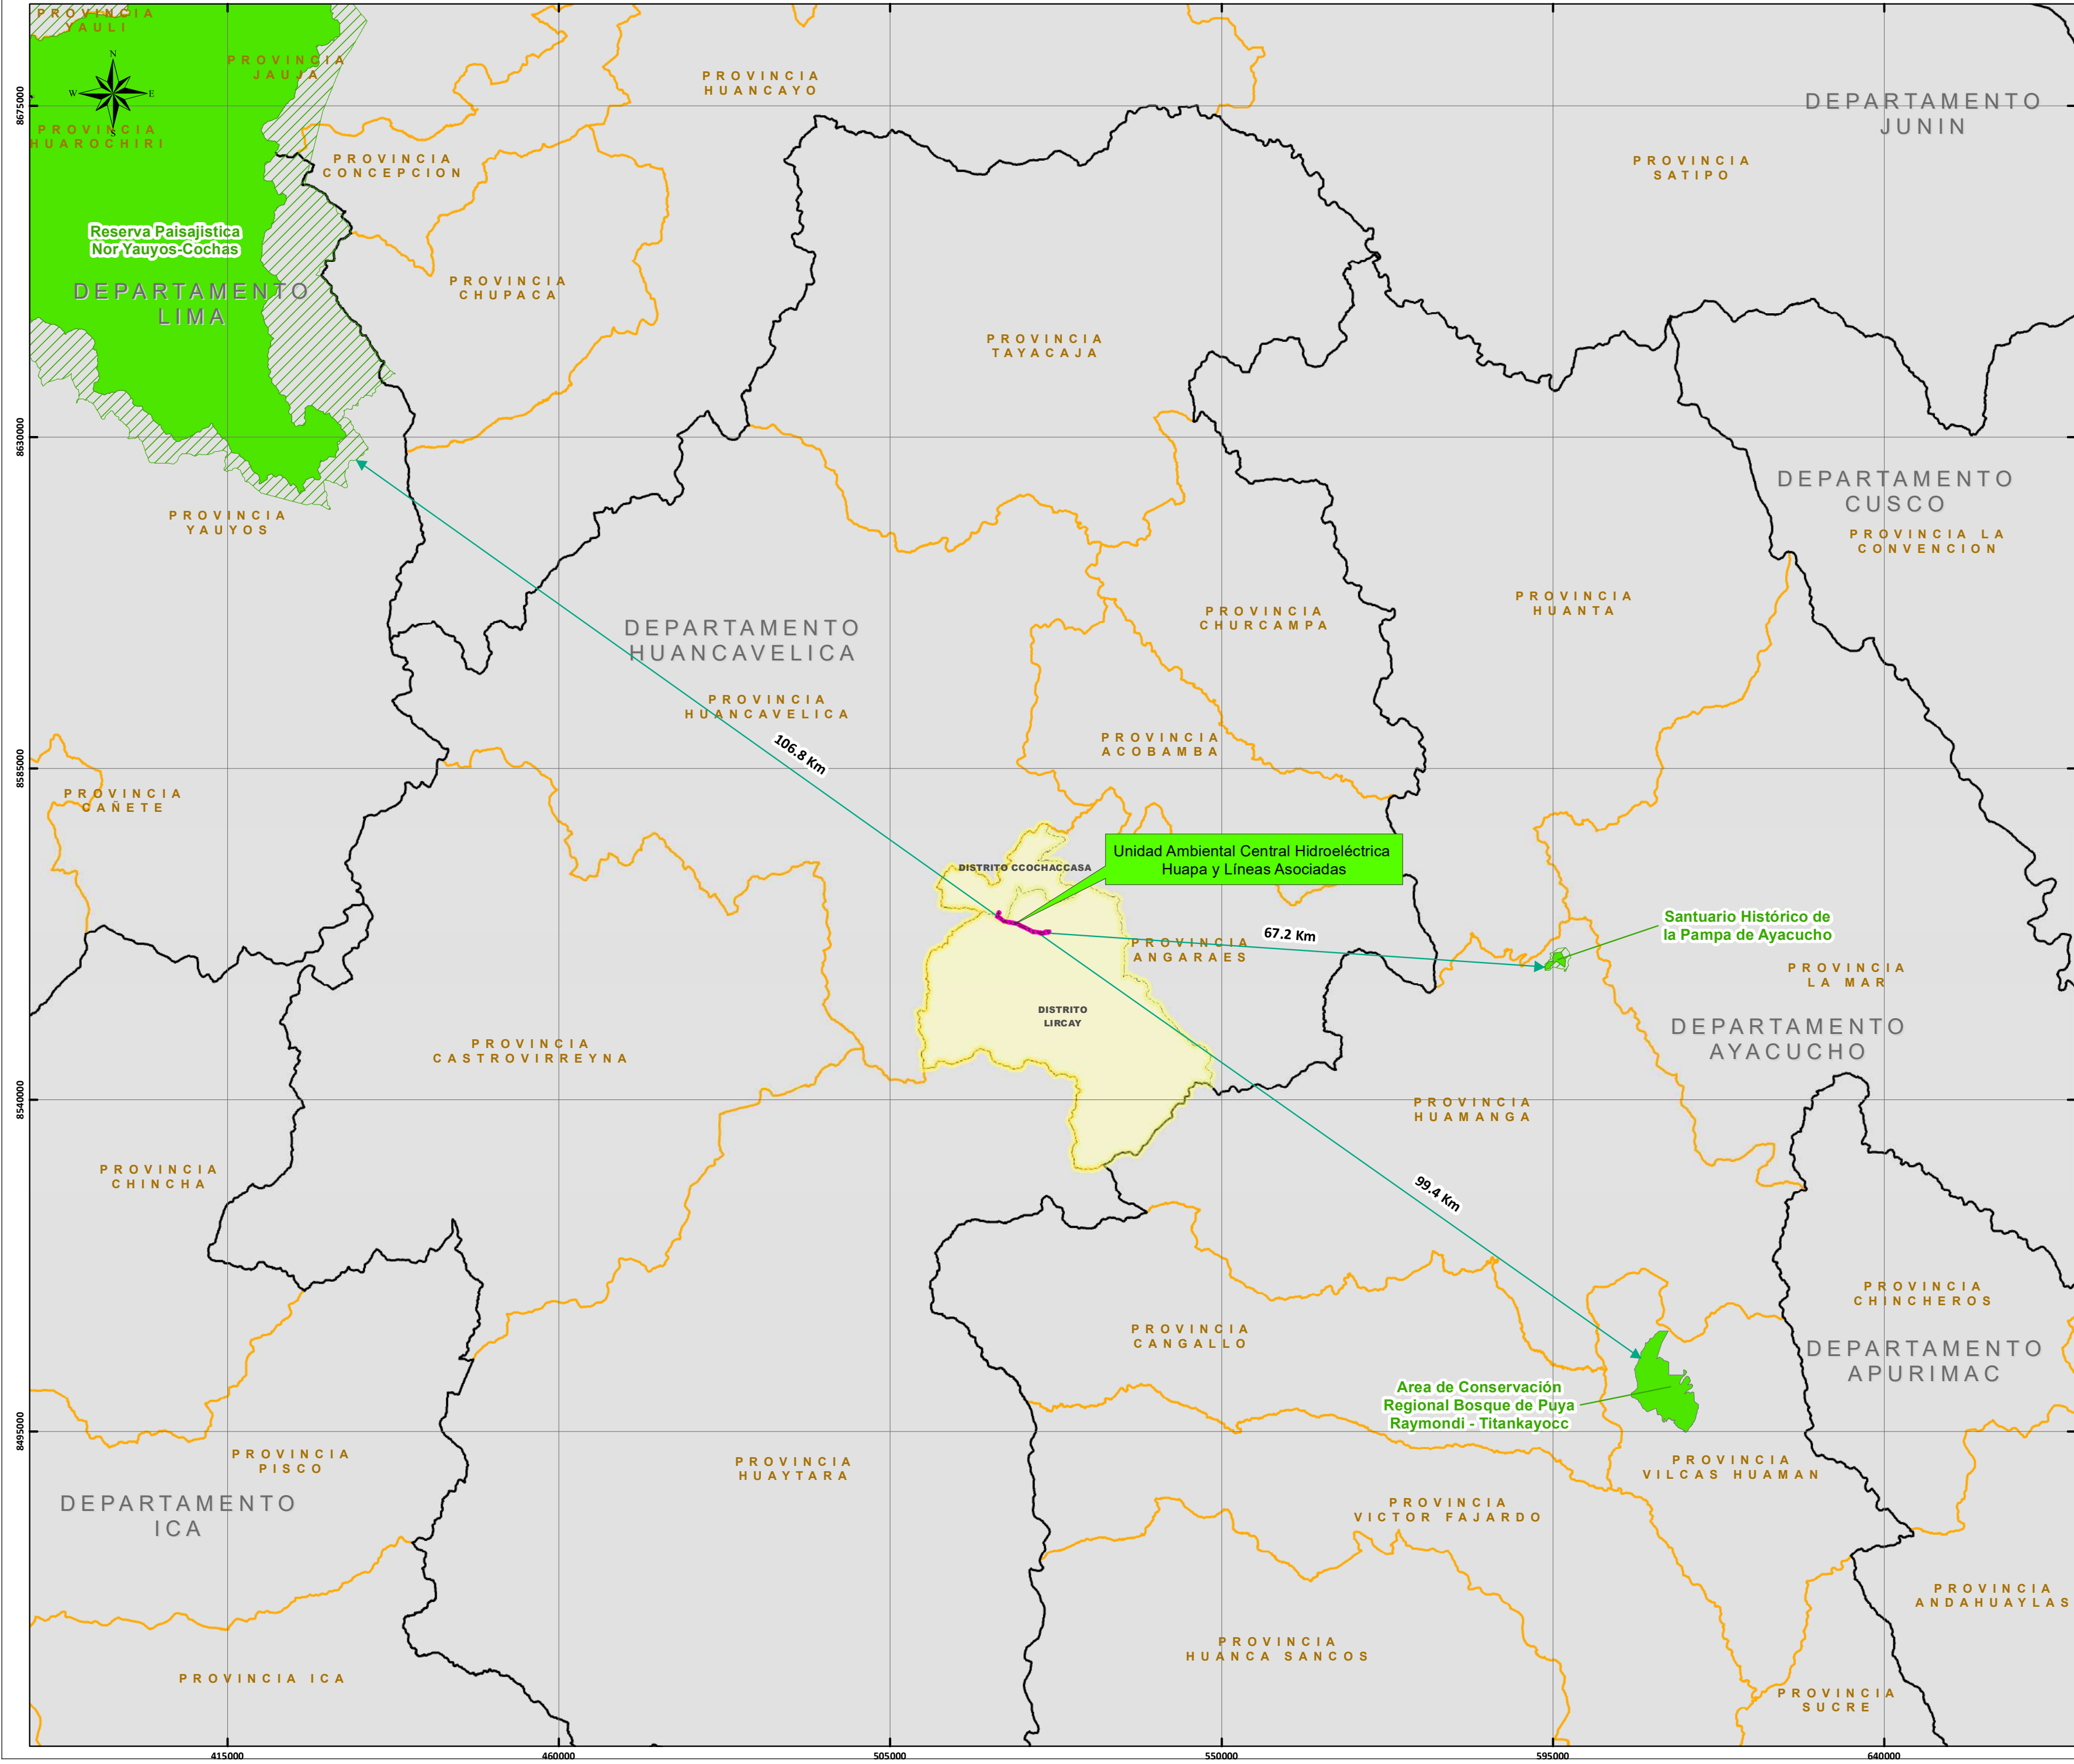 PROVINCIA
YAULI
PROVINCIA
JAUJA
N
W
E
S
PROVINCIA
HUAROCHIRI
PROVINCIA
HUANCAYO
DEPARTAMENTO
JUNIN
PROVINCIA
CONCEPCION
PROVINCIA
SATIPO
Reserva Paisajistica
Nor Yauyos-Cochas
DEPARTAMENTO
LIMA
PROVINCIA
CHUPACA
PROVINCIA
TAYACAJA
DEPARTAMENTO
CUSCO
PROVINCIA LA
CONVENCION
PROVINCIA
YAUYOS
DEPARTAMENTO
HUANCAVELICA
PROVINCIA
CHURCAMPA
PROVINCIA
HUANTA
PROVINCIA
HUANCAVELICA
106.8 Km
PROVINCIA
ACOBAMBA
PROVINCIA
CAÑETE
DISTRITO CCOCHACCASA
Unidad Ambiental Central Hidroeléctrica
Huapa y Líneas Asociadas
67.2 Km
PROVINCIA
ANGARAES
Santuario Histórico de
la Pampa de Ayacucho
PROVINCIA
LA MAR
DISTRITO
LIRCAY
DEPARTAMENTO
AYACUCHO
PROVINCIA
CASTROVIRREYNA
PROVINCIA
HUAMANGA
PROVINCIA
CHINCHA
99.4 Km
PROVINCIA
CHINCHEROS
PROVINCIA
CANGALLO
DEPARTAMENTO
APURIMAC
Area de Conservación
Regional Bosque de Puya
Raymondi - Titankayocc
PROVINCIA
PISCO
PROVINCIA
HUAYTARA
PROVINCIA
VILCAS HUAMAN
DEPARTAMENTO
ICA
PROVINCIA
VICTOR FAJARDO
PROVINCIA
ANDAHUAYLAS
PROVINCIA
HUANCA SANCOS
PROVINCIA ICA
PROVINCIA
SUCRE
8675000
8630000
8585000
8540000
8495000
415000
460000
505000
550000
595000
640000